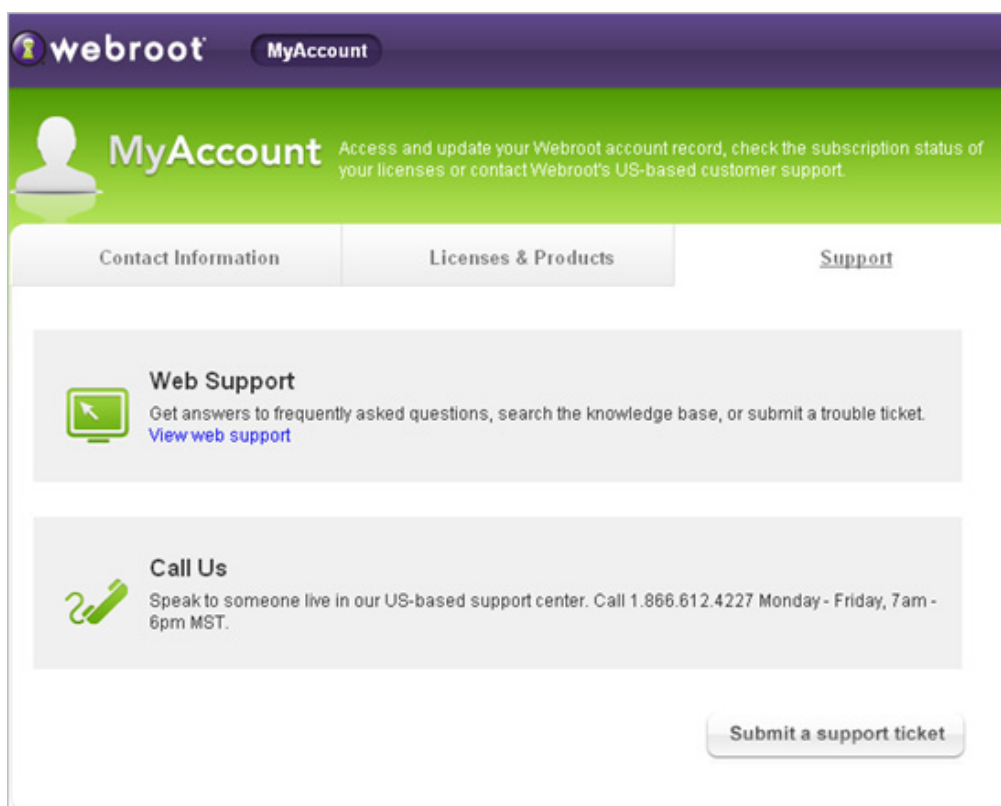 webroot
MyAccount
MyAccount
Access and update your Webroot account record, check the subscription status of
your licenses or contact Webroot's US-based customer support.
Contact Information
Licenses & Products
Support
Web Support
Get answers to frequently asked questions, search the knowledge base, or submit a trouble ticket.
View web support
Call Us
Speak to someone live in our US-based support center. Call 1.866.612.4227 Monday - Friday, 7am -
6pm MST.
Submit a support ticket